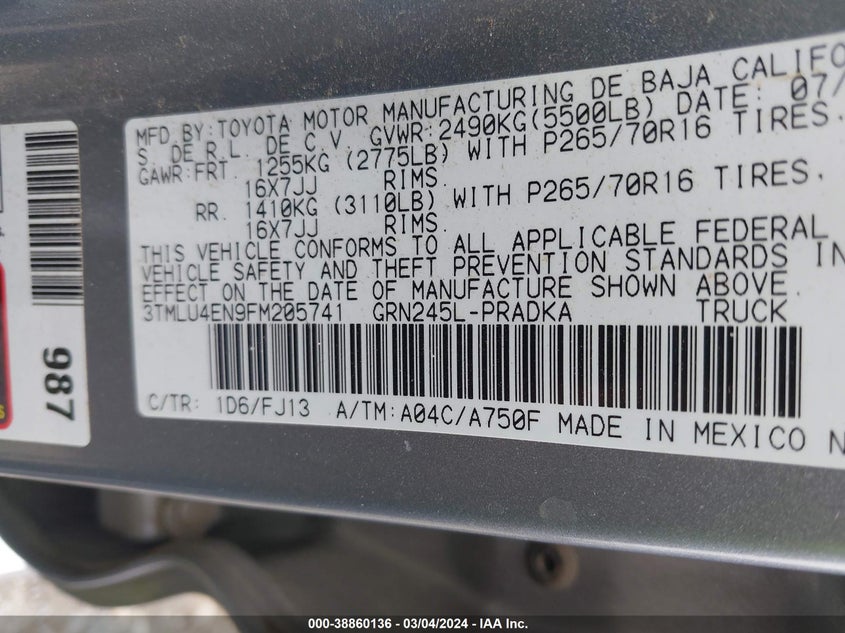 MFD BY:TOYOTA MOTOR MANUFACTURING DE BAJA CALIFO
S. DE R.L. DE C.V. GVWR:2490KG(5500LB) DATE: 07/
GAWR:FRT. 1255KG (2775LB) WITH P265/70R16 TIRES,
16X7JJ RIMS.
RR. 1410KG (3110LB) WITH P265/70R16 TIRES,
16X7JJ RIMS.
THIS VEHICLE CONFORMS TO ALL APPLICABLE FEDERAL
VEHICLE SAFETY AND THEFT PREVENTION STANDARDS IN
EFFECT ON THE DATE OF MANUFACTURE SHOWN ABOVE.
3TMLU4EN9FM205741 GRN245L-PRADKA TRUCK
C/TR: 1D6/FJ13 A/TM:A04C/A750F MADE IN MEXICO N
987
000-38860136 - 03/04/2024 - IAA Inc.